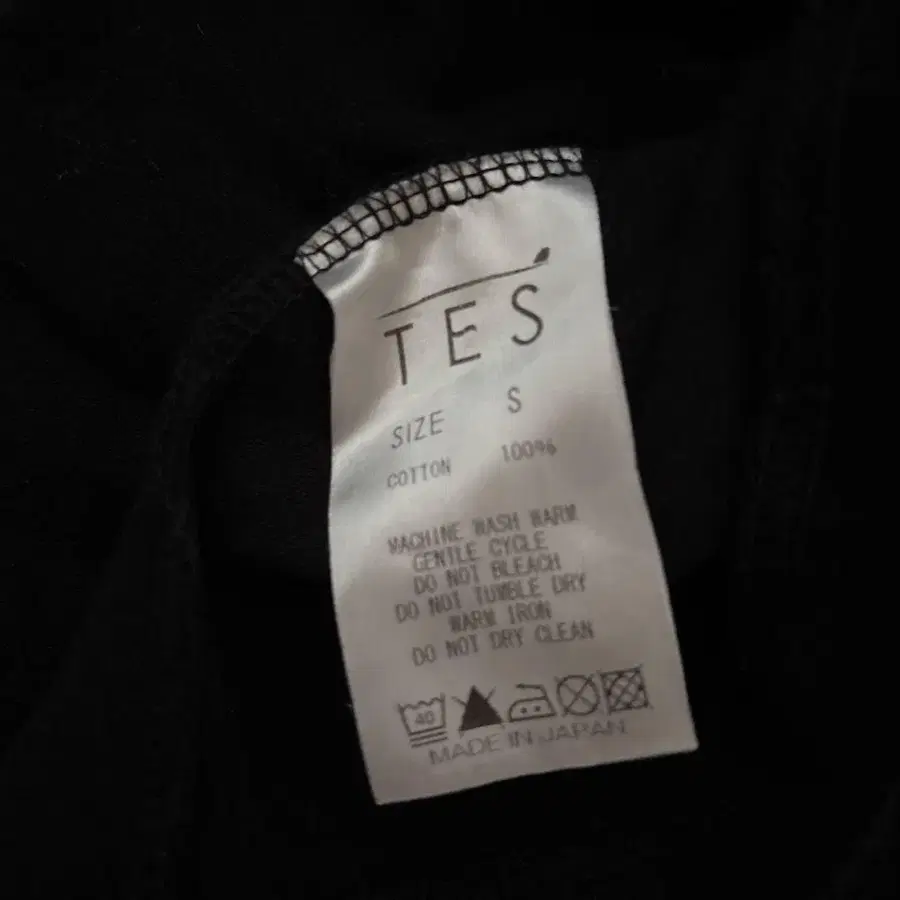 TES
SIZE S
COTTON 100%
MACHINE WASH WARM
GENTLE CYCLE
DO NOT BLEACH
DO NOT TUMBLE DRY
WARM IRON
DO NOT DRY CLEAN
40
MADE IN JAPAN